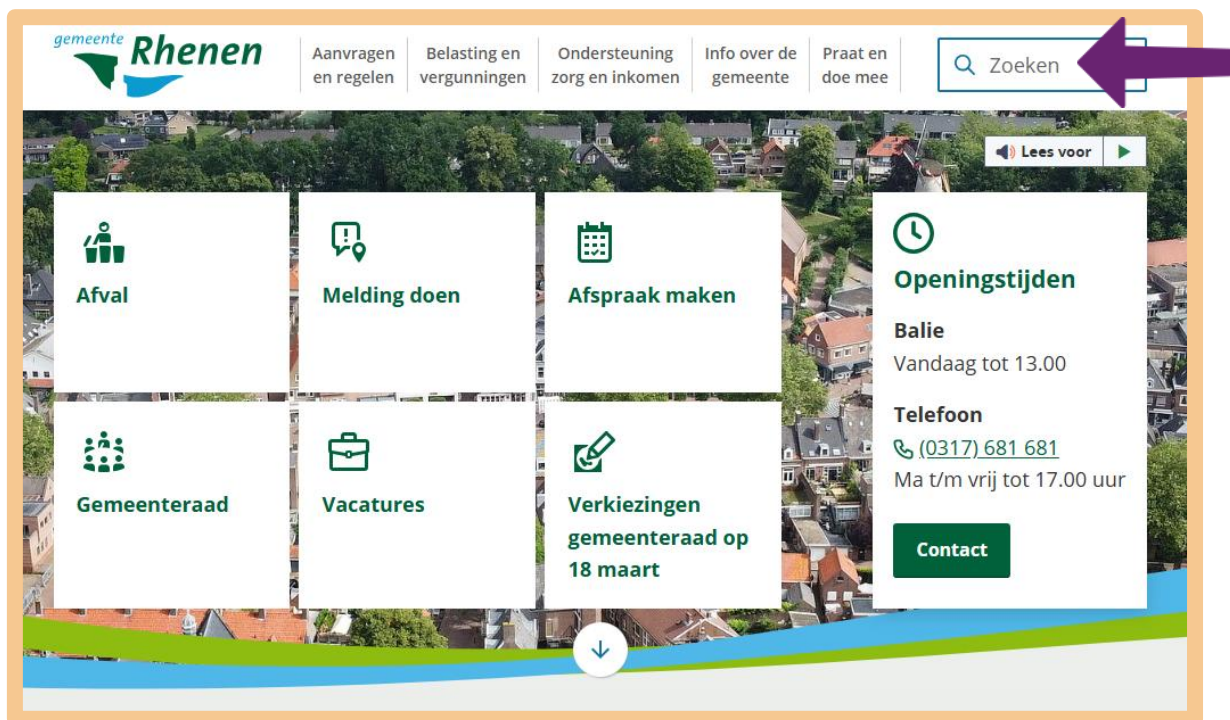 gemeente
Rhenen
Aanvragen
en regelen
Belasting en
vergunningen
Ondersteuning
zorg en inkomen
Info over de
gemeente
Praat en
doe mee
Zoeken
Lees voor
Afval
Melding doen
Afspraak maken
Openingstijden
Balie
Vandaag tot 13.00
Telefoon
(0317) 681 681
Ma t/m vrij tot 17.00 uur
Contact
Gemeenteraad
Vacatures
Verkiezingen
gemeenteraad op
18 maart